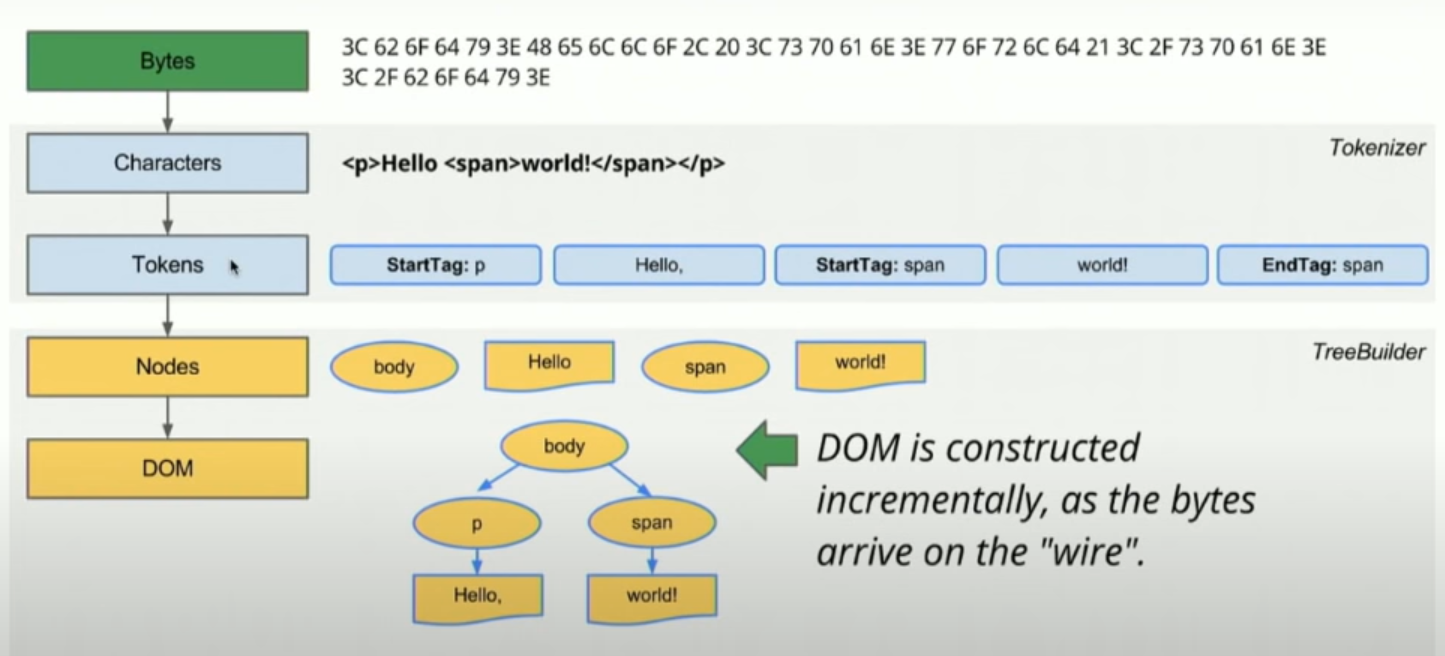 Bytes
3C 62 6F 64 79 3E 48 65 6C 6C 6F 2C 20 3C 73 70 61 6E 3E 77 6F 72 6C 64 21 3C 2F 73 70 61 6E 3E
3C 2F 62 6F 64 79 3E
Tokenizer
Characters
<p>Hello <span>world!</span></p>
Tokens
StartTag: p
Hello,
StartTag: span
world!
EndTag: span
TreeBuilder
Nodes
body
Hello
span
world!
DOM
body
p
span
Hello,
world!
DOM is constructed
incrementally, as the bytes
arrive on the "wire".